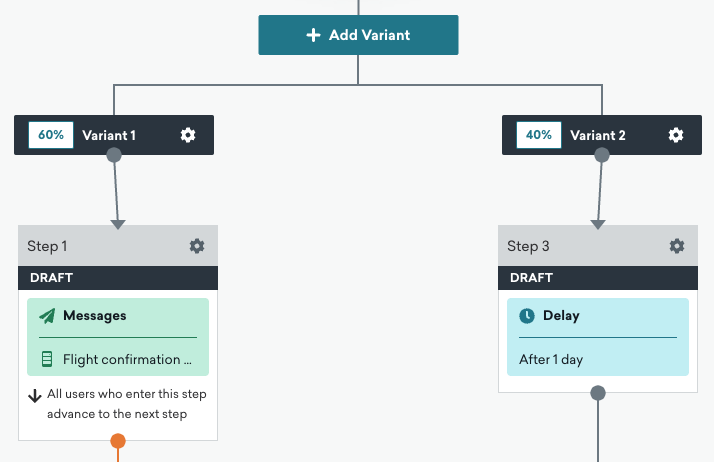 Add Variant
60% Variant 1
40% Variant 2
Step 1
DRAFT
Messages
Flight confirmation ...
All users who enter this step
advance to the next step
Step 3
DRAFT
Delay
After 1 day